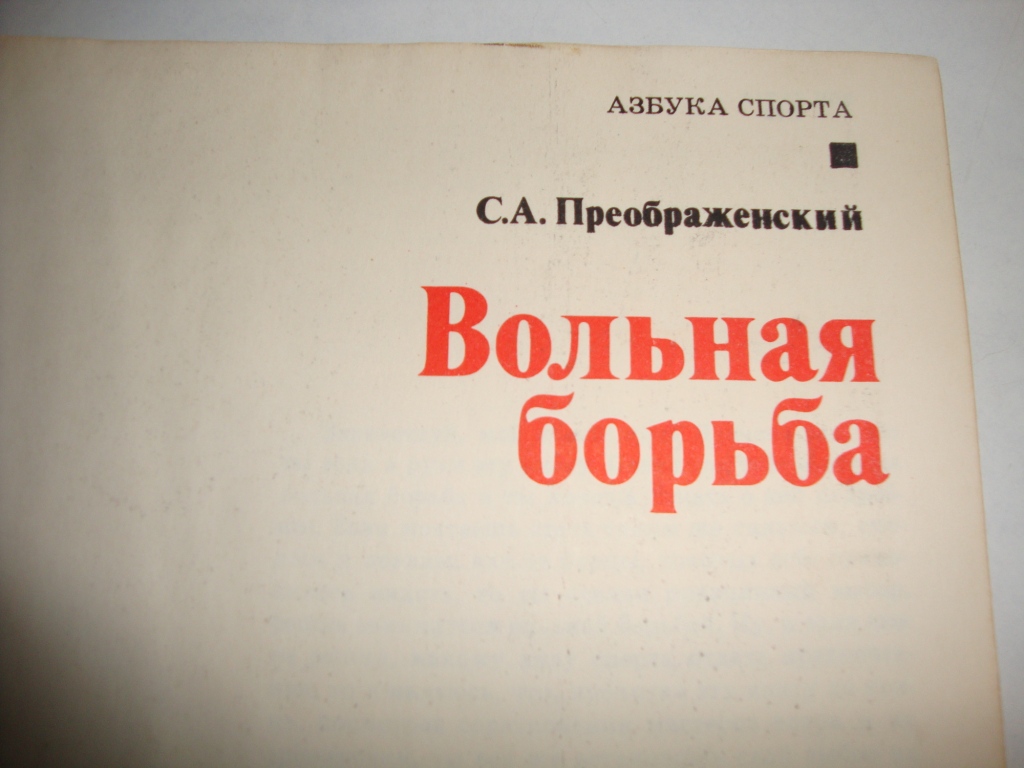 АЗБУКА СПОРТА
С.А. Преображенский
Вольная
борьба